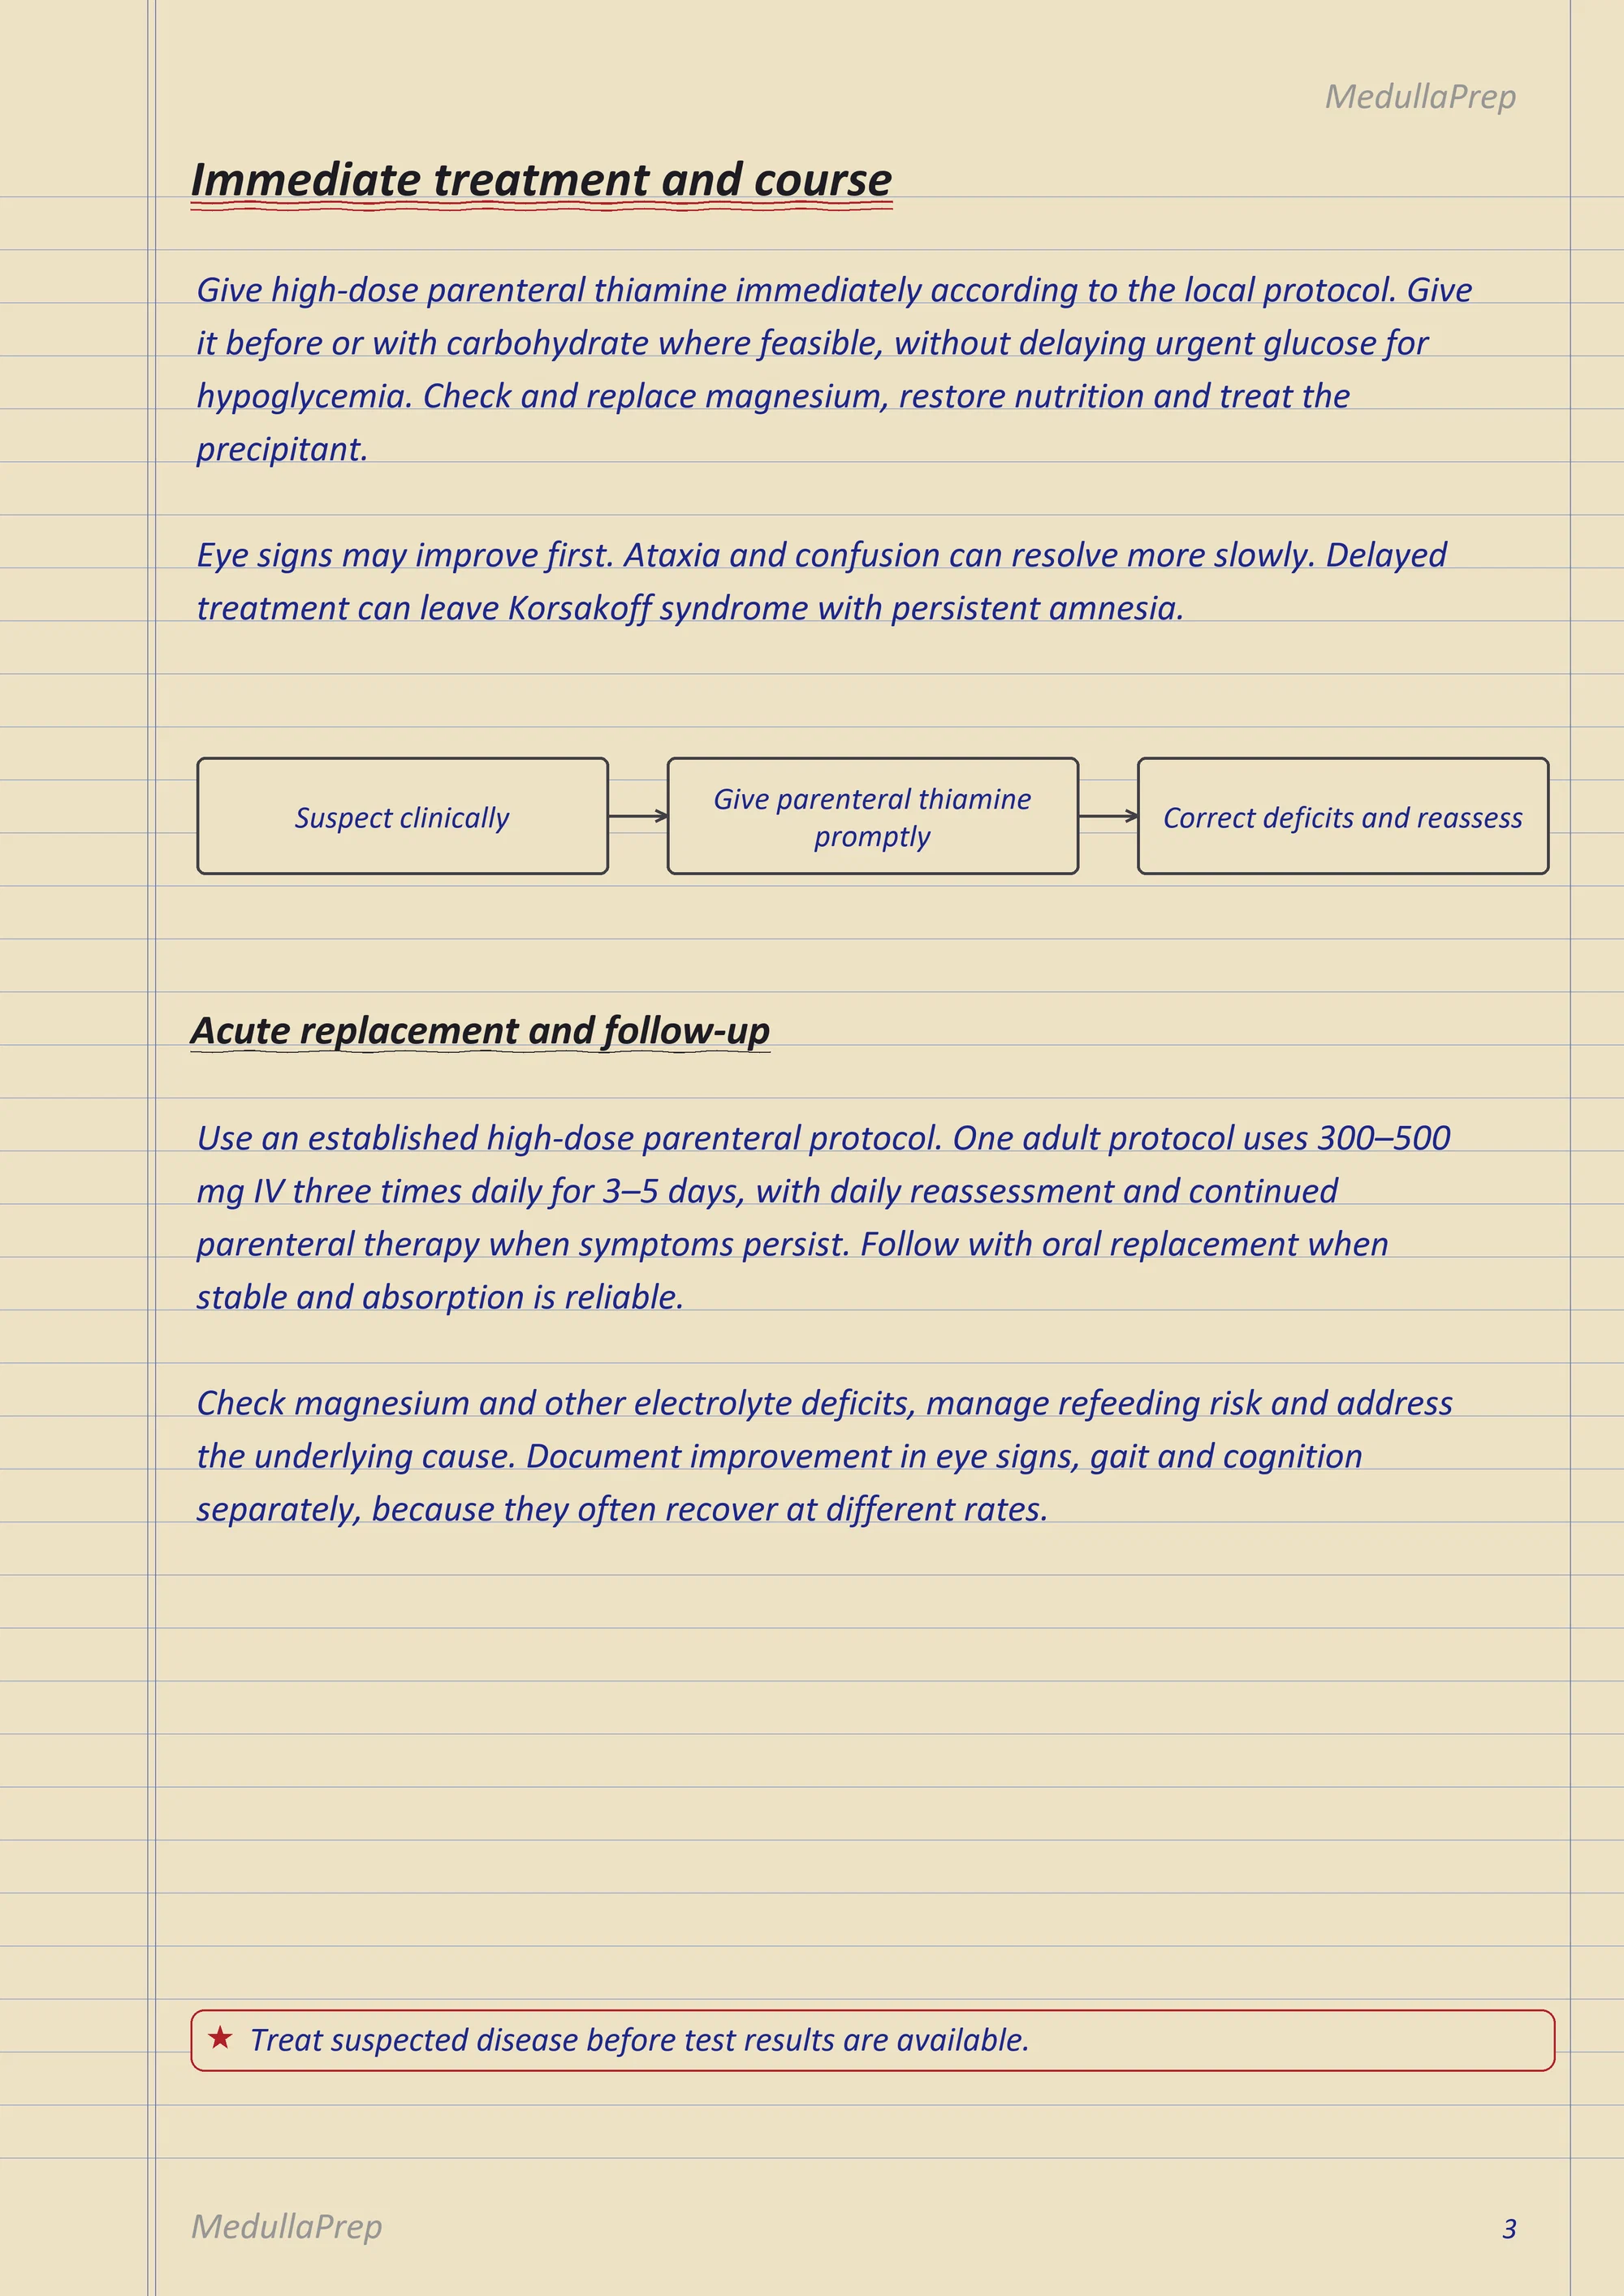 MedullaPrep
Immediate treatment and course
Give high-dose parenteral thiamine immediately according to the local protocol. Give
it before or with carbohydrate where feasible, without delaying urgent glucose for
hypoglycemia. Check and replace magnesium, restore nutrition and treat the
precipitant.
Eye signs may improve first. Ataxia and confusion can resolve more slowly. Delayed
treatment can leave Korsakoff syndrome with persistent amnesia.
Suspect clinically
Give parenteral thiamine
promptly
Correct deficits and reassess
Acute replacement and follow-up
Use an established high-dose parenteral protocol. One adult protocol uses 300–500
mg IV three times daily for 3–5 days, with daily reassessment and continued
parenteral therapy when symptoms persist. Follow with oral replacement when
stable and absorption is reliable.
Check magnesium and other electrolyte deficits, manage refeeding risk and address
the underlying cause. Document improvement in eye signs, gait and cognition
separately, because they often recover at different rates.
★ Treat suspected disease before test results are available.
MedullaPrep
3